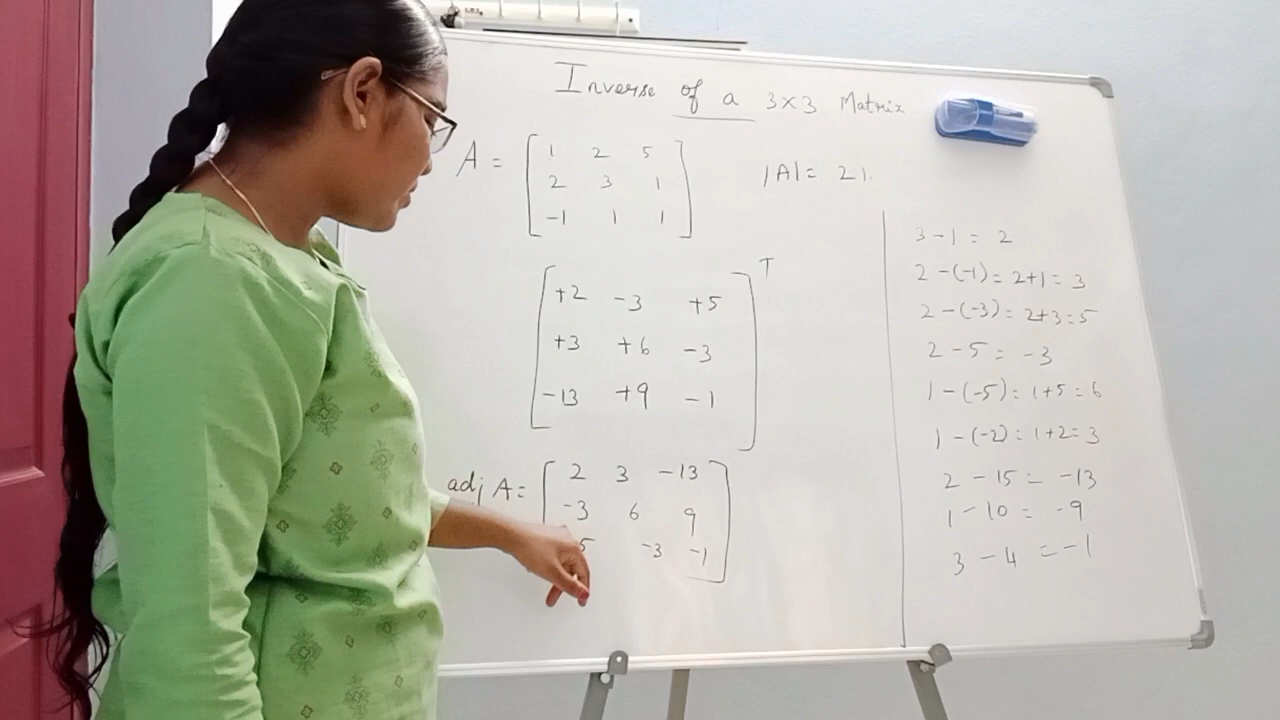 Inverse of a 3×3 Matrix
A = [ 1 2 5
2 3 1
-1 1 1 ]
|A| = 21.
[ +2 -3 +5
+3 +6 -3
-13 +9 -1 ]ᵀ
adj A = [ 2 3 -13
-3 6 9
5 -3 -1 ]
3 - 1 = 2
2 - (-1) = 2+1 = 3
2 - (-3) = 2+3 = 5
2 - 5 = -3
1 - (-5) = 1+5 = 6
1 - (-2) = 1+2 = 3
2 - 15 = -13
1 - 10 = -9
3 - 4 = -1